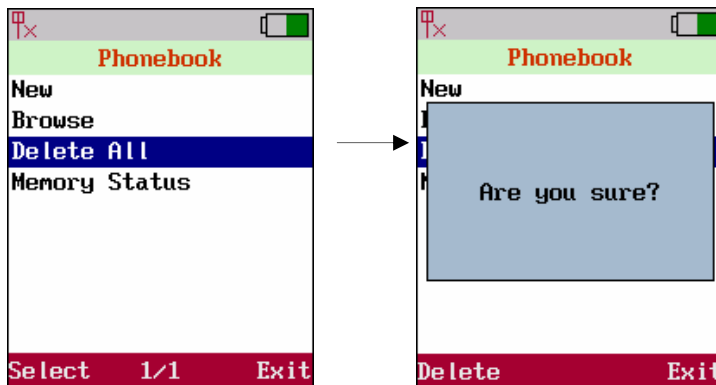 Phonebook
New
Browse
Delete All
Memory Status
Select 1/1 Exit
Phonebook
New
Are you sure?
Delete Exit